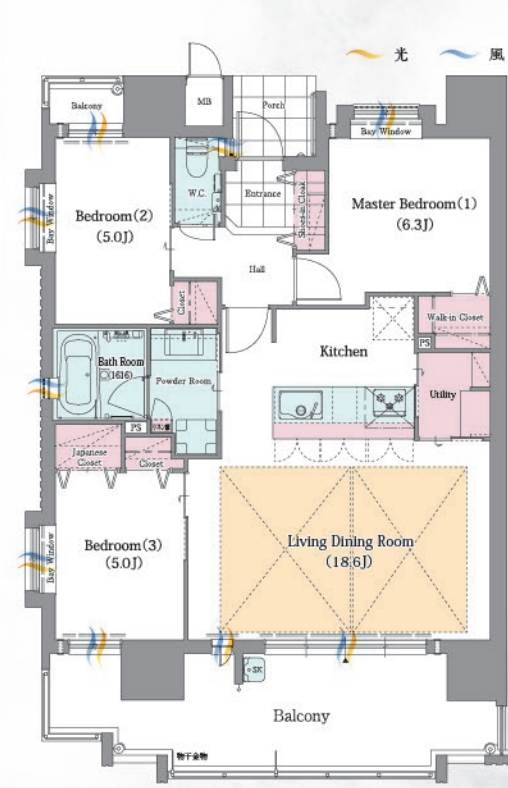 光 風
Balcony
MB
Porch
Bay Window
W.C.
Entrance
Shoes-in Cloak
Master Bedroom(1)
(6.3J)
Bedroom(2)
(5.0J)
Bay Window
Hall
Closet
Walk-in Closet
PS
Kitchen
Bath Room
(1616)
Powder Room
Utility
PS
Japanese
Closet
Closet
Living Dining Room
(18.6J)
Bedroom(3)
(5.0J)
Bay Window
SK
Balcony
物干金物